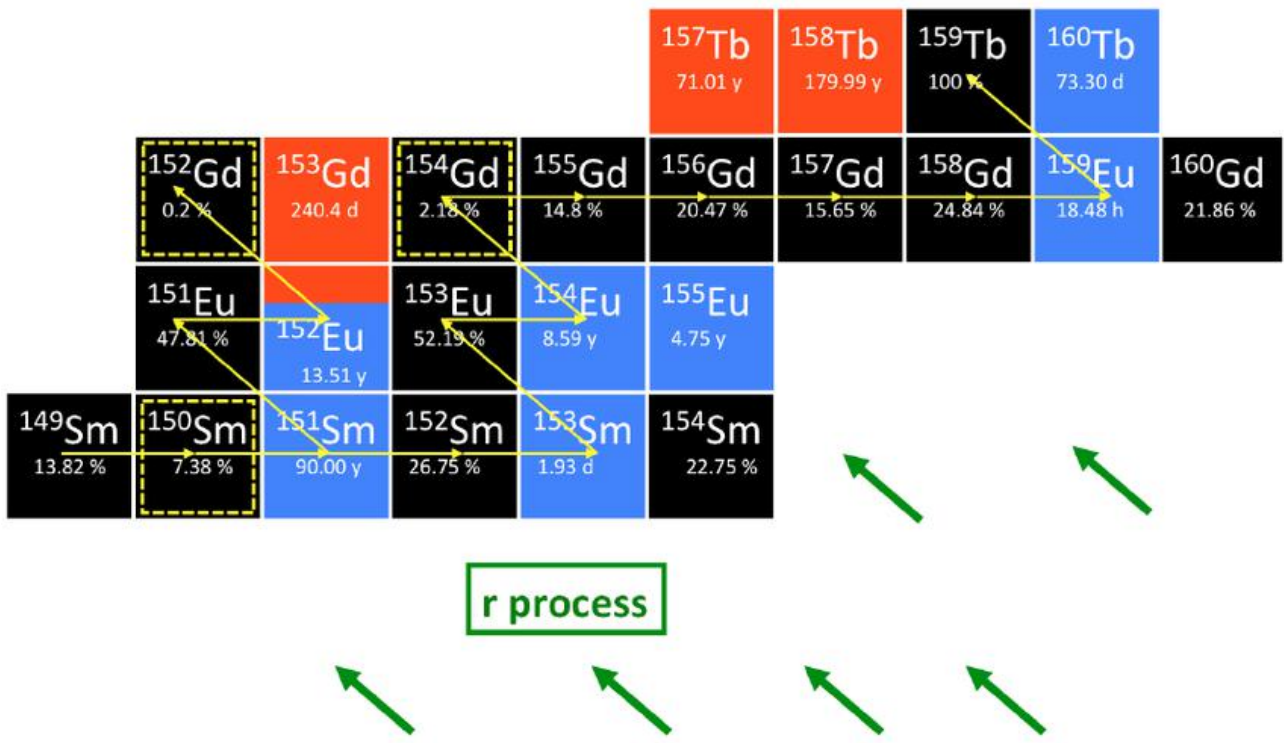 157Tb 158Tb 159Tb 160Tb
71.01 y 179.99 y 100 % 73.30 d
152Gd 153Gd 154Gd 155Gd 156Gd 157Gd 158Gd 159Eu 160Gd
0.2 % 240.4 d 2.18 % 14.8 % 20.47 % 15.65 % 24.84 % 18.48 h 21.86 %
151Eu 152Eu 153Eu 154Eu 155Eu
47.81 % 13.51 y 52.19 % 8.59 y 4.75 y
149Sm 150Sm 151Sm 152Sm 153Sm 154Sm
13.82 % 7.38 % 90.00 y 26.75 % 1.93 d 22.75 %
r process